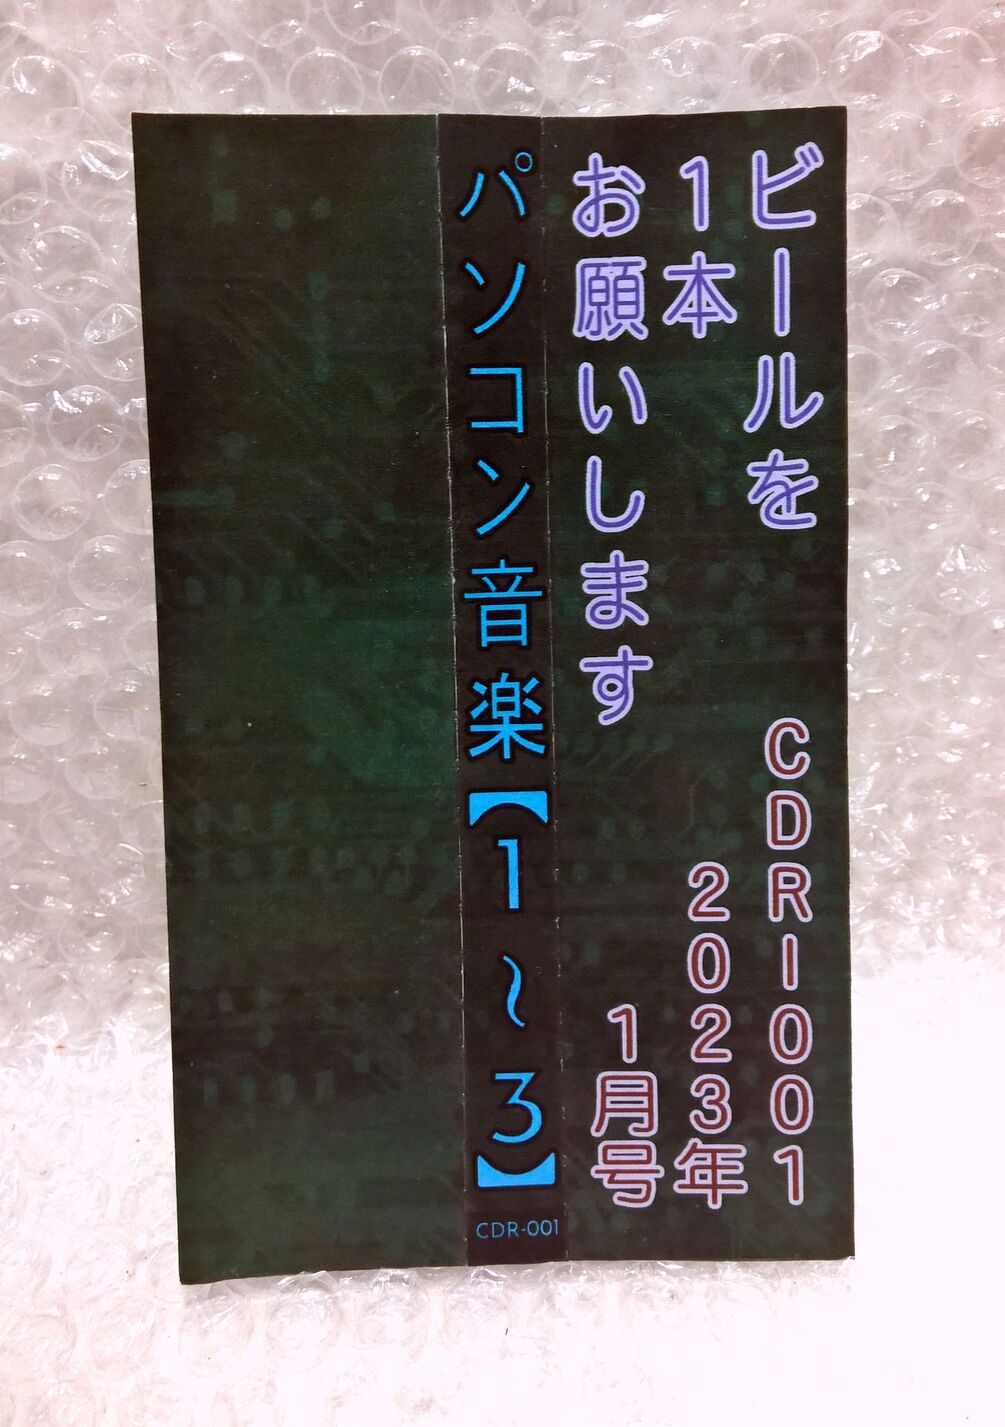 ビールを
1本
お願いします
CDRI001
2023年
1月号
パソコン音楽【1～3】
CDR-001